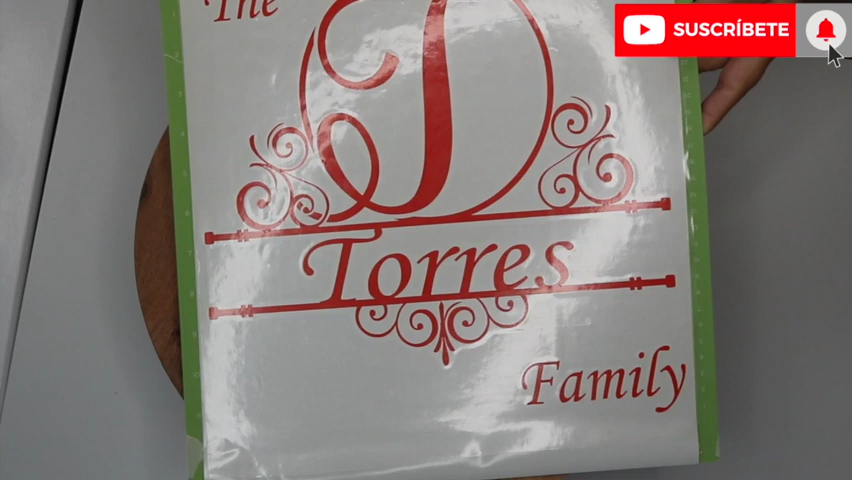 The
SUSCRÍBETE
D
Torres
Family